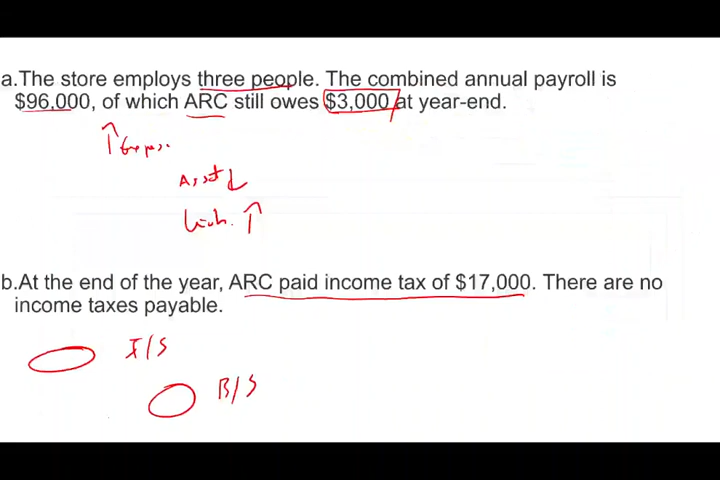 a.The store employs three people. The combined annual payroll is
$96,000, of which ARC still owes $3,000 at year-end.
Asset
b.At the end of the year, ARC paid income tax of $17,000. There are no
income taxes payable.
I/S
B/S